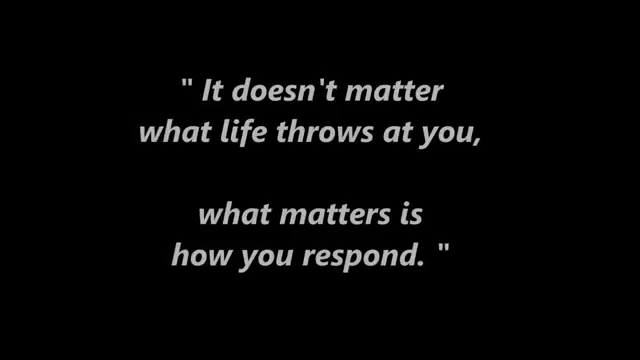 " It doesn't matter
what life throws at you,
what matters is
how you respond. "